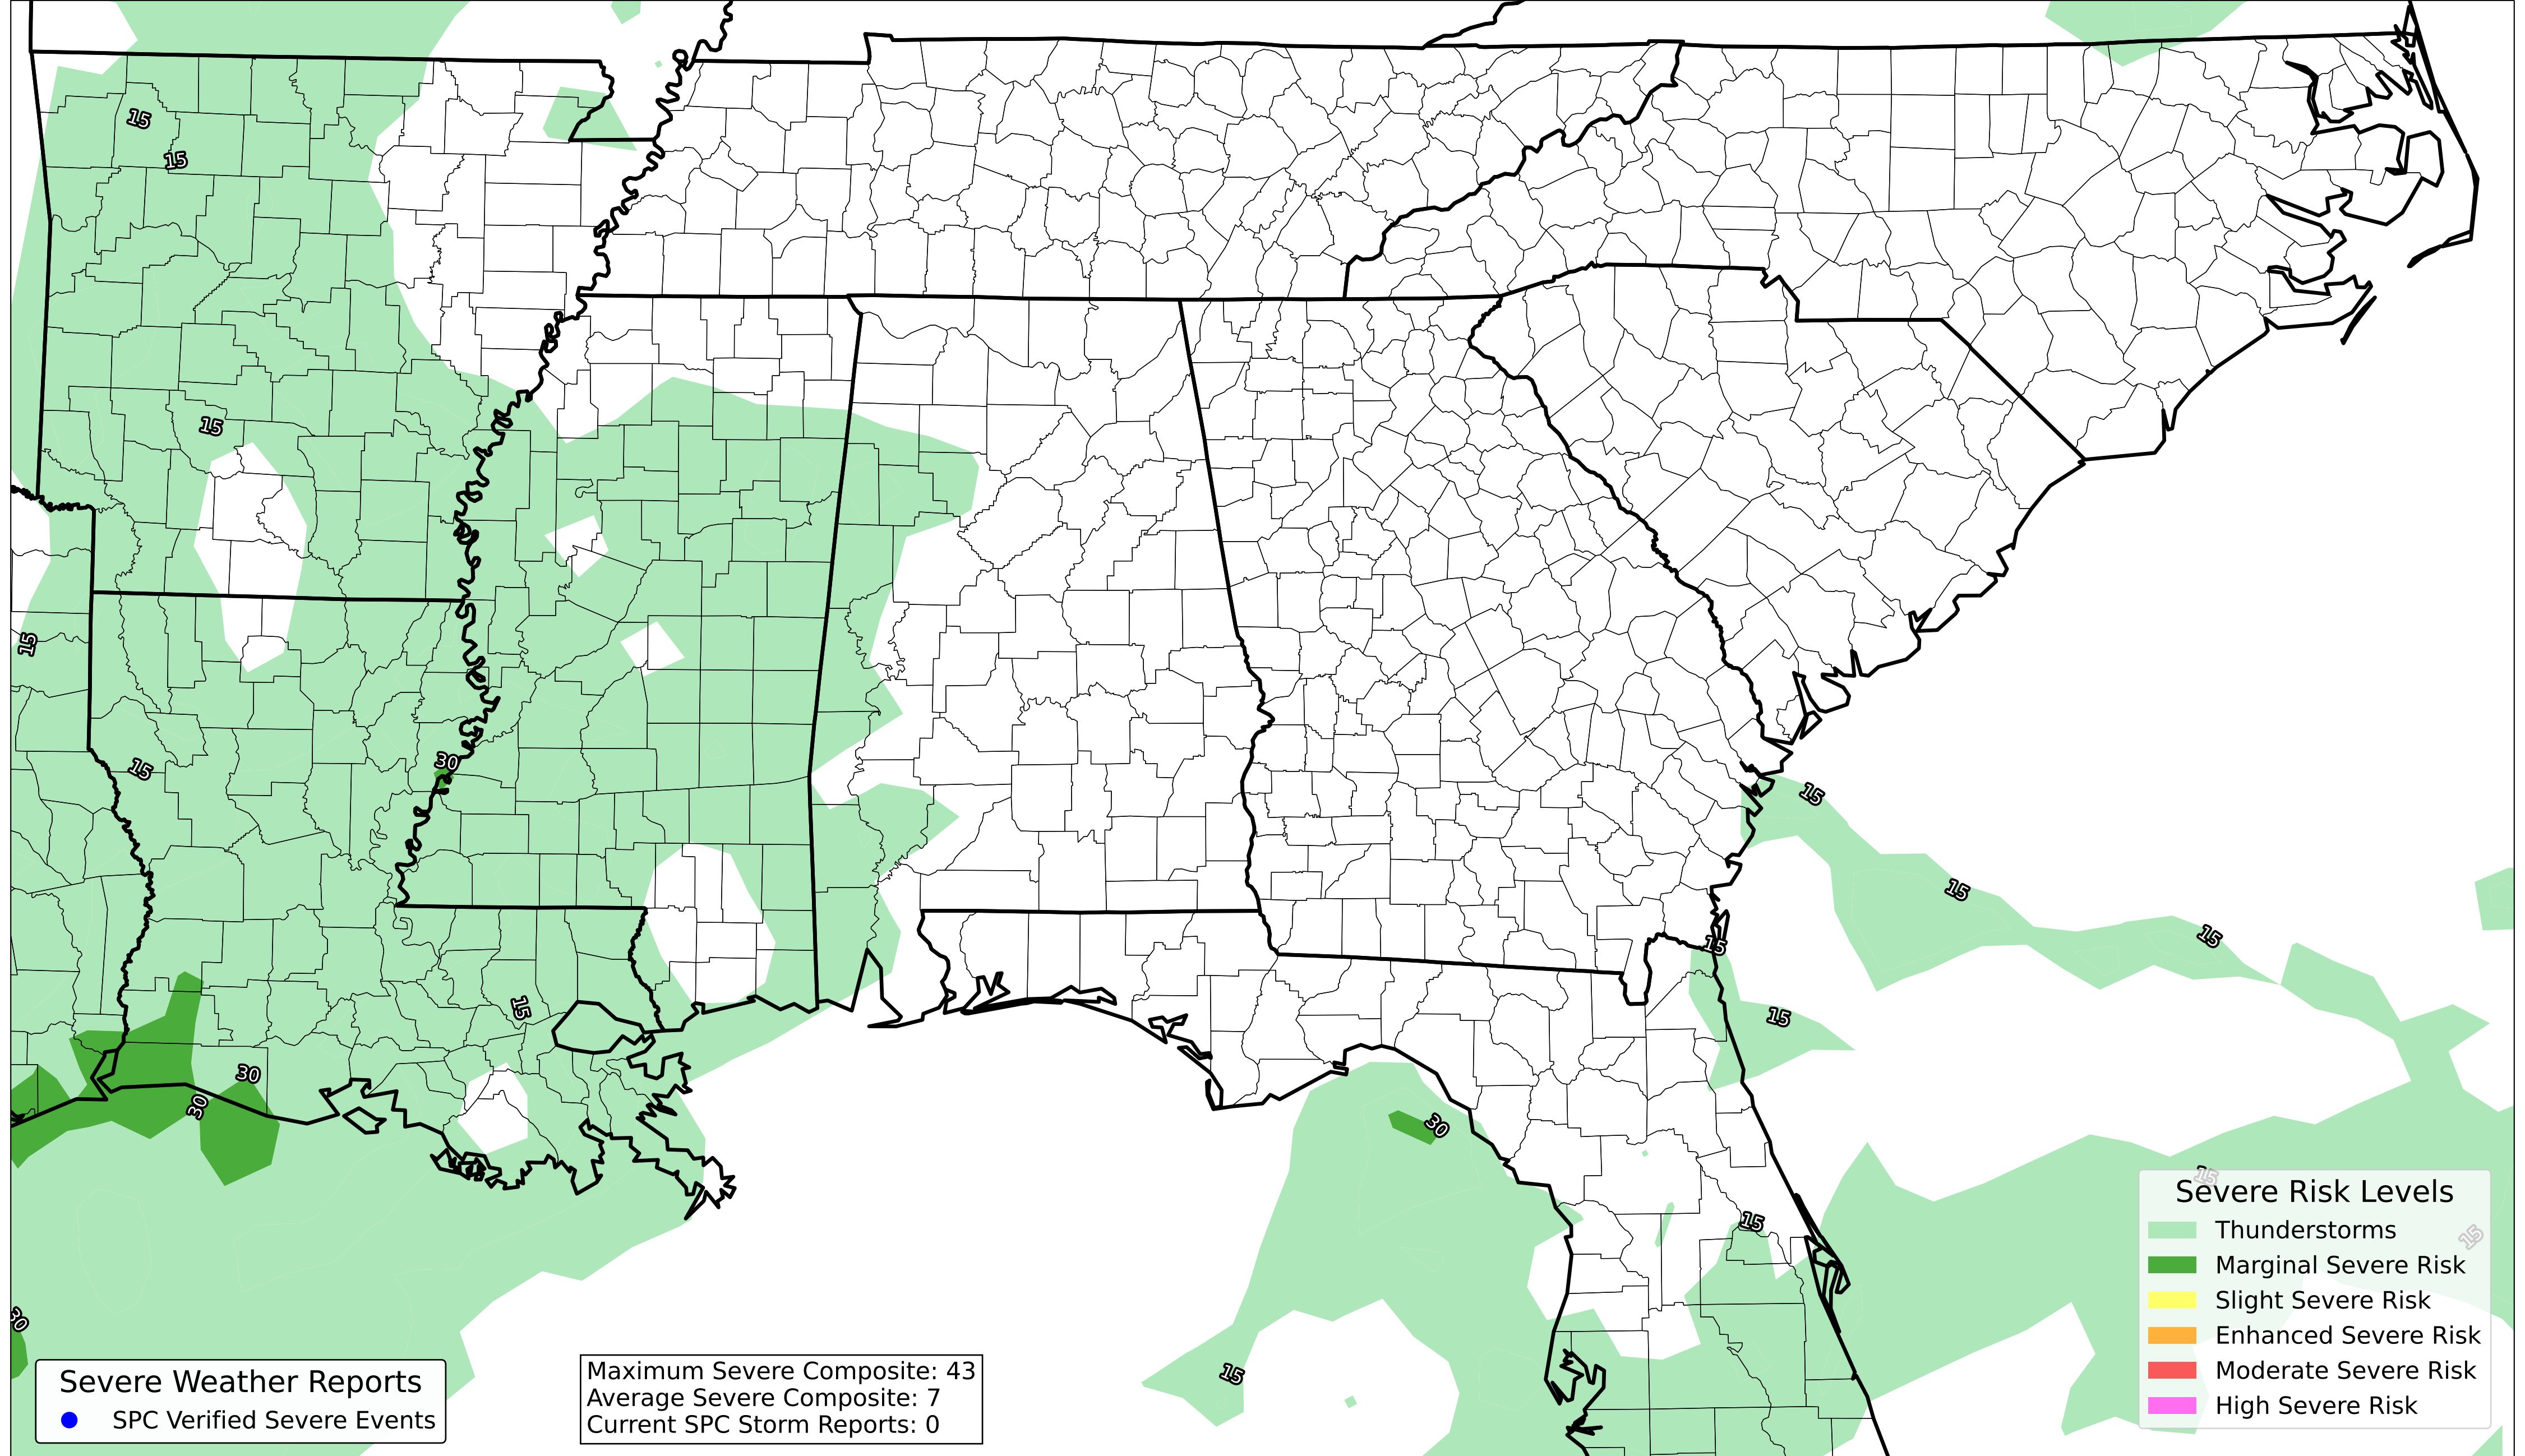 15
15
15
15
30
15
15
15
15
15
15
15
30
30
30
15
15
15
30
15
Severe Risk Levels
Thunderstorms
Marginal Severe Risk
Slight Severe Risk
Enhanced Severe Risk
Moderate Severe Risk
High Severe Risk
Severe Weather Reports
SPC Verified Severe Events
Maximum Severe Composite: 43
Average Severe Composite: 7
Current SPC Storm Reports: 0